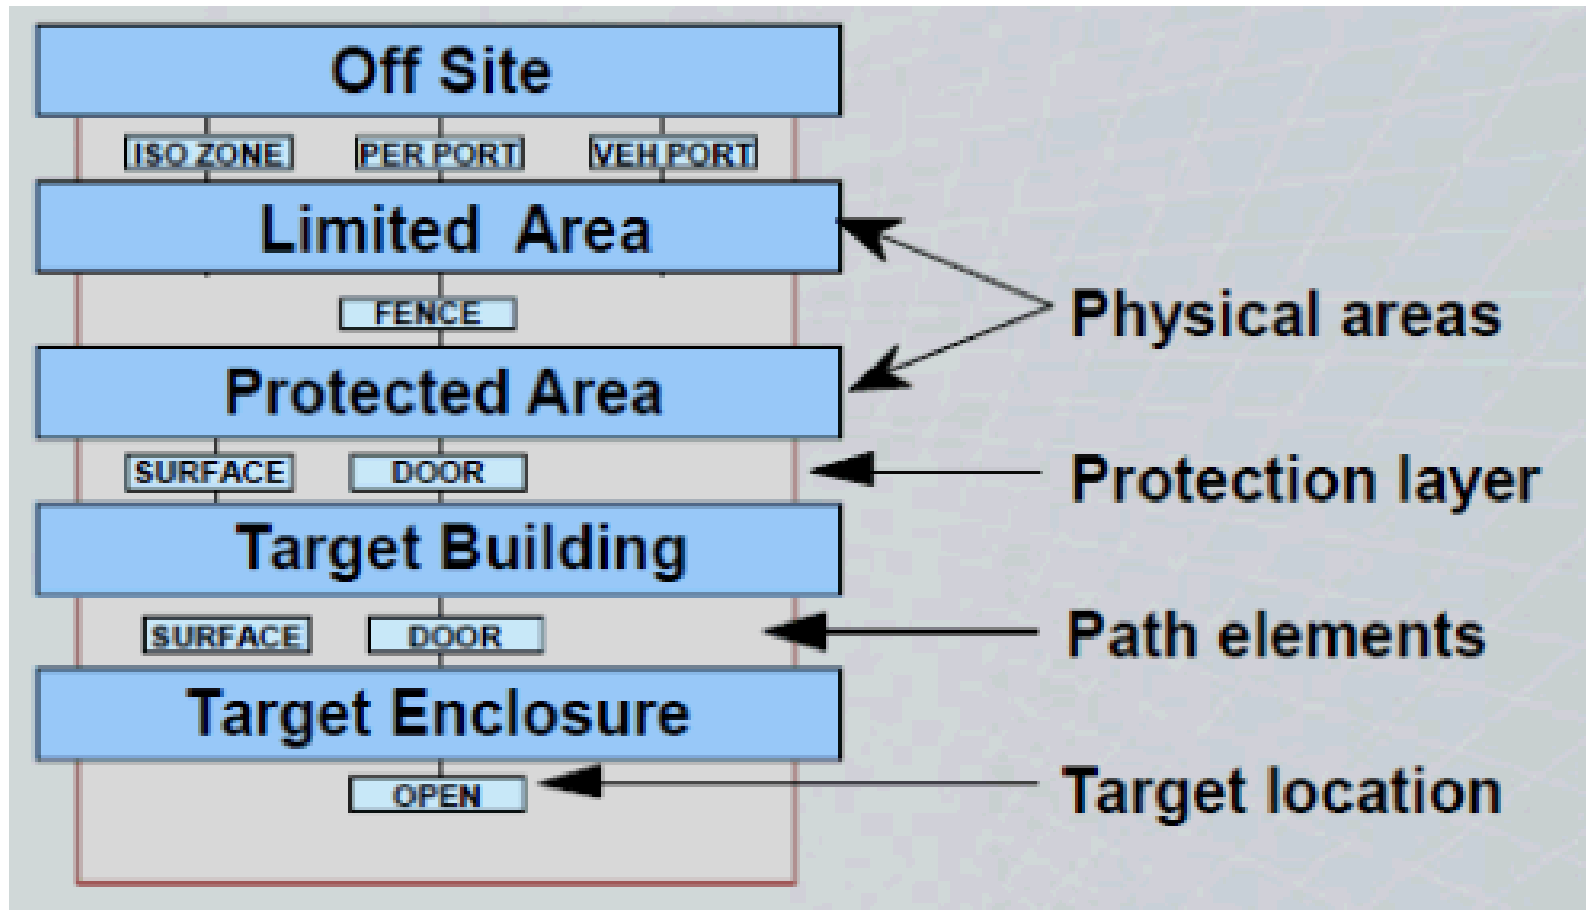 Off Site
ISO ZONE PER PORT VEH PORT
Limited Area
FENCE
Physical areas
Protected Area
SURFACE DOOR
Protection layer
Target Building
SURFACE DOOR
Path elements
Target Enclosure
OPEN
Target location